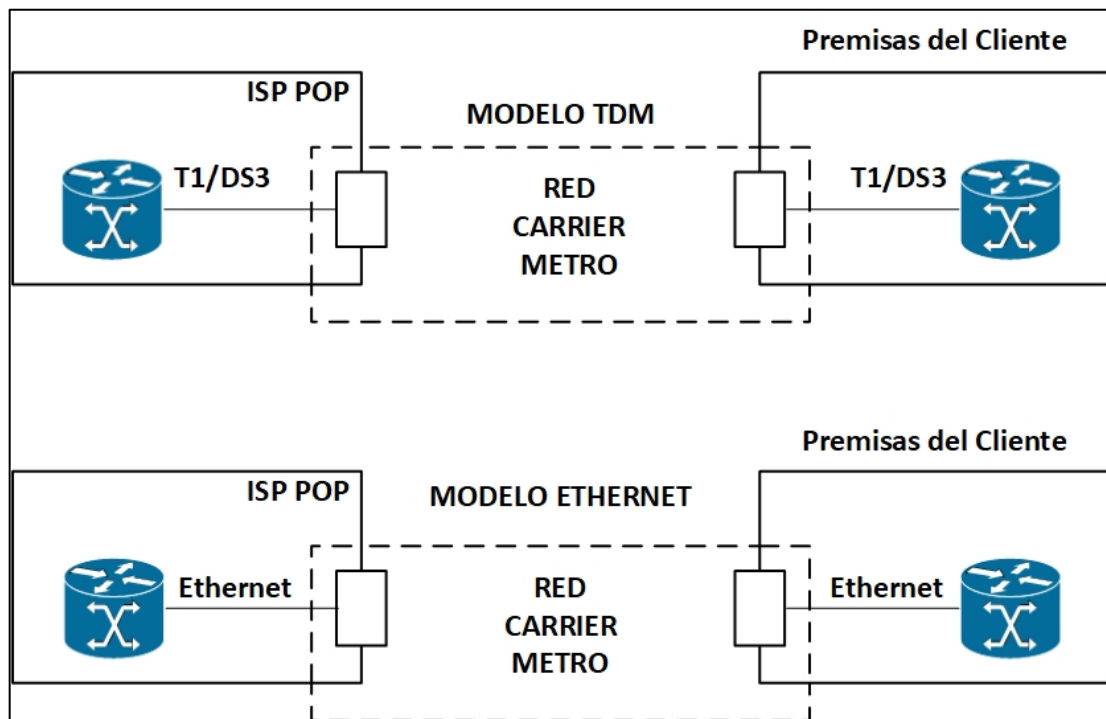 Premisas del Cliente
ISP POP
MODELO TDM
T1/DS3
RED
CARRIER
METRO
T1/DS3
Premisas del Cliente
ISP POP
MODELO ETHERNET
Ethernet
RED
CARRIER
METRO
Ethernet